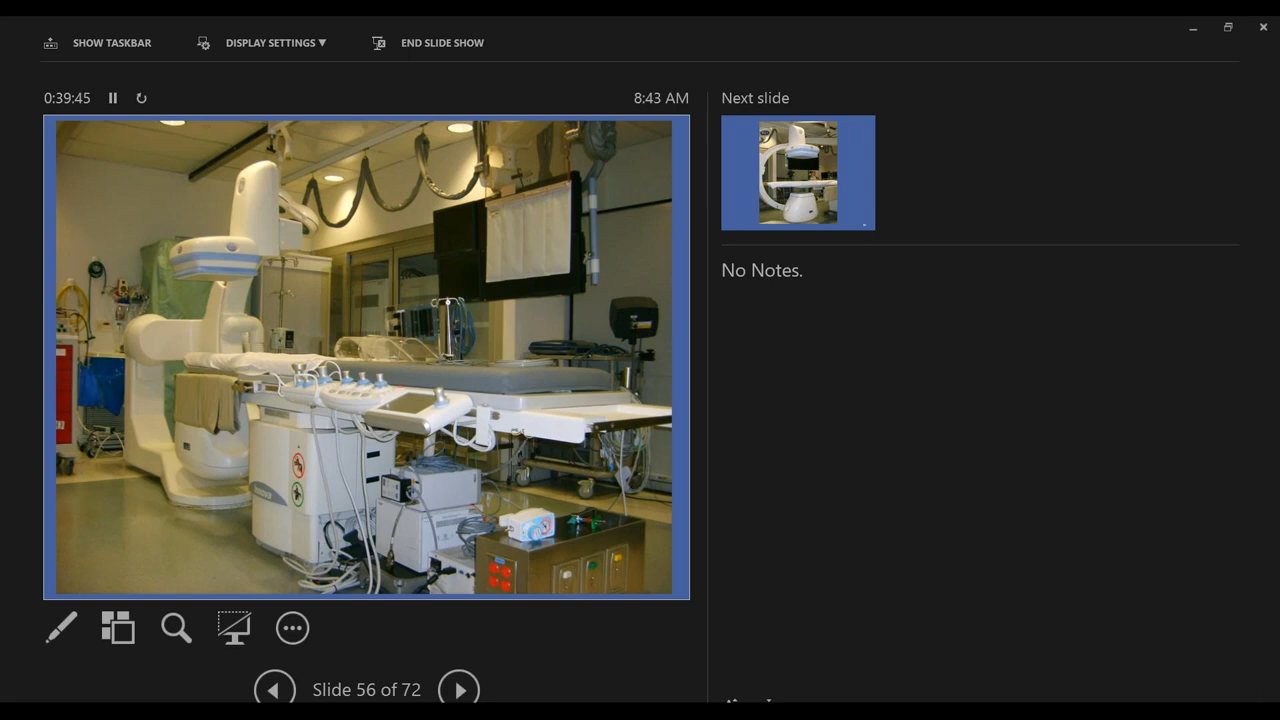 SHOW TASKBAR
DISPLAY SETTINGS ▼
END SLIDE SHOW
0:39:45
8:43 AM
Next slide
No Notes.
Slide 56 of 72